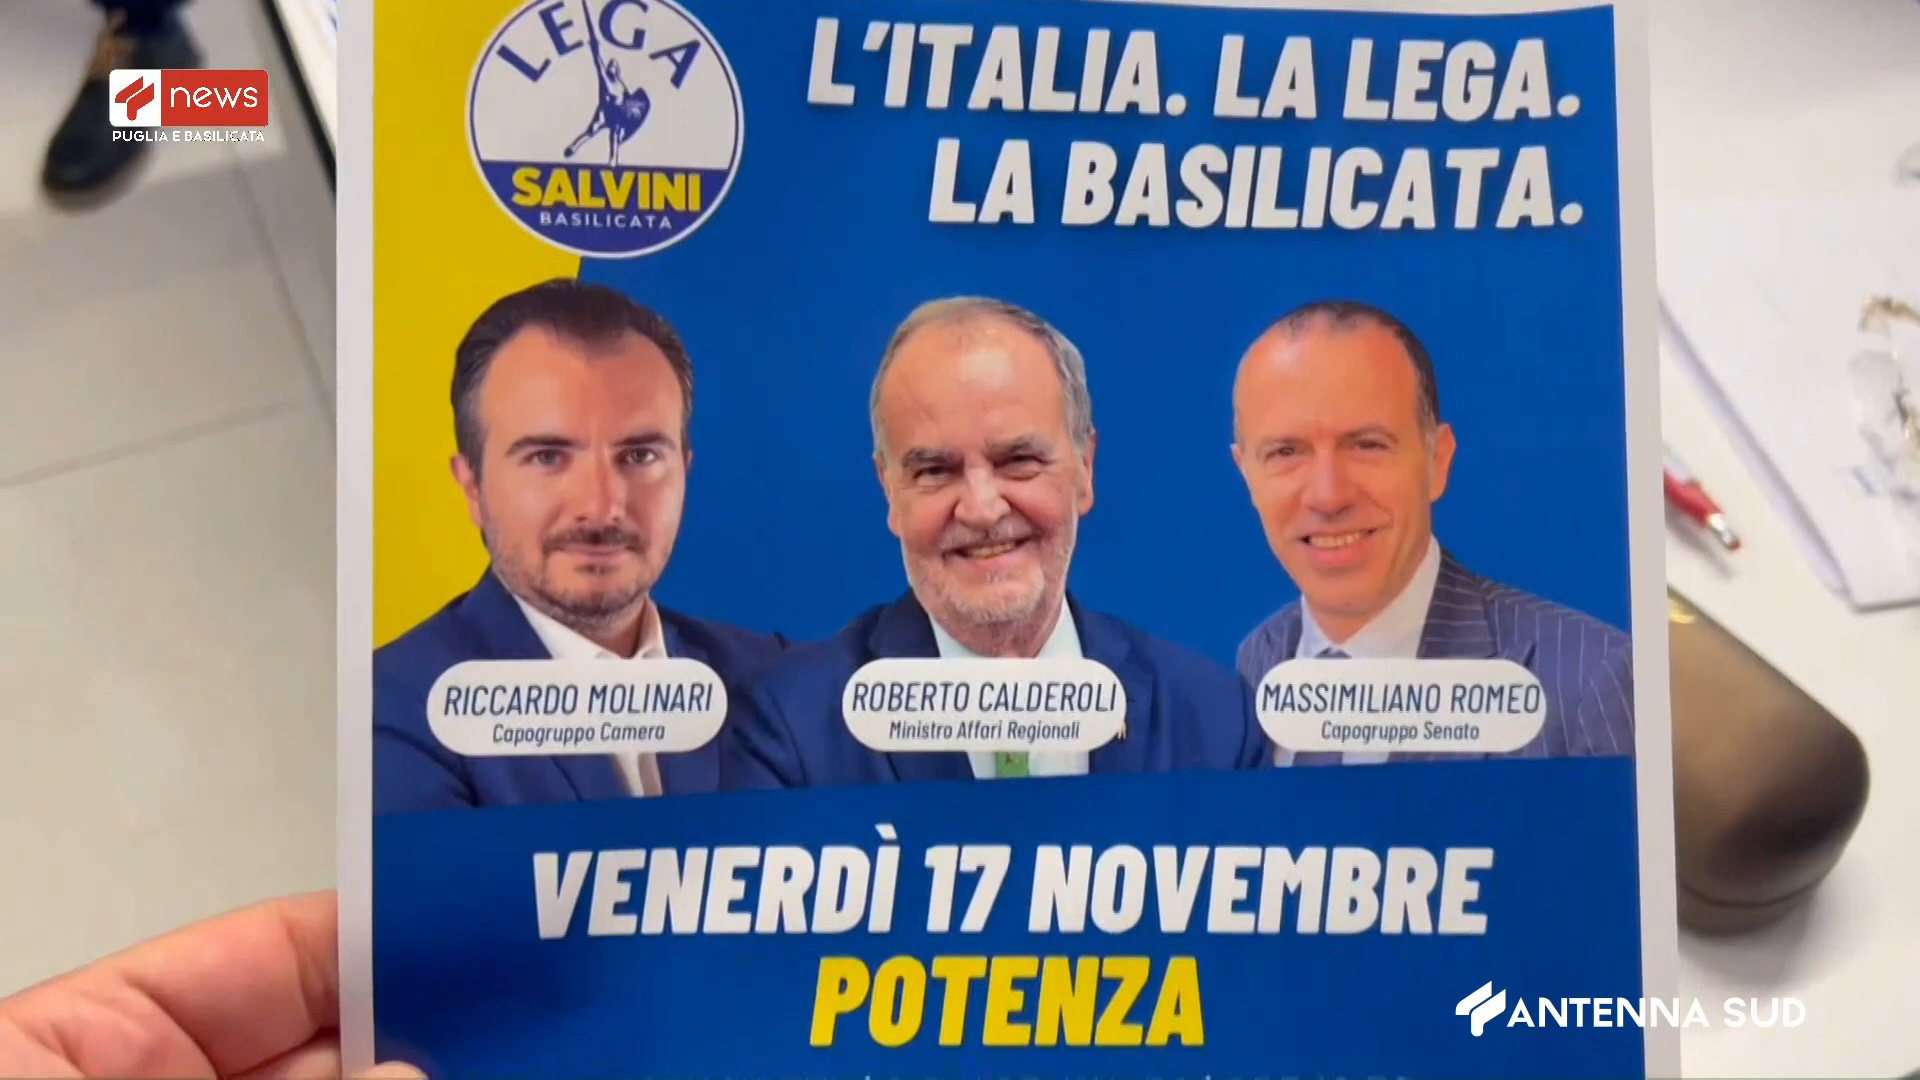 news
PUGLIA E BASILICATA
LEGA
SALVINI
BASILICATA
L'ITALIA. LA LEGA.
LA BASILICATA.
RICCARDO MOLINARI
Capogruppo Camera
ROBERTO CALDEROLI
Ministro Affari Regionali
MASSIMILIANO ROMEO
Capogruppo Senato
VENERDÌ 17 NOVEMBRE
POTENZA
ANTENNA SUD